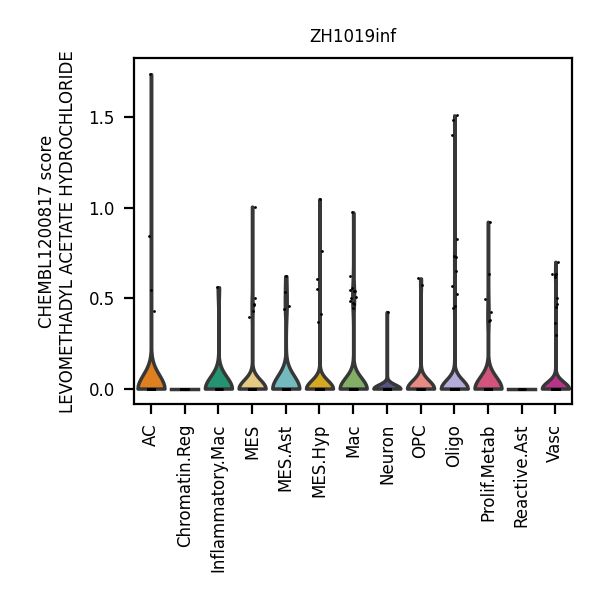 ZH1019inf
CHEMBL1200817 score
LEVOMETHADYL ACETATE HYDROCHLORIDE
1.5
1.0
0.5
0.0
AC
Chromatin.Reg
Inflammatory.Mac
MES
MES.Ast
MES.Hyp
Mac
Neuron
OPC
Oligo
Prolif.Metab
Reactive.Ast
Vasc